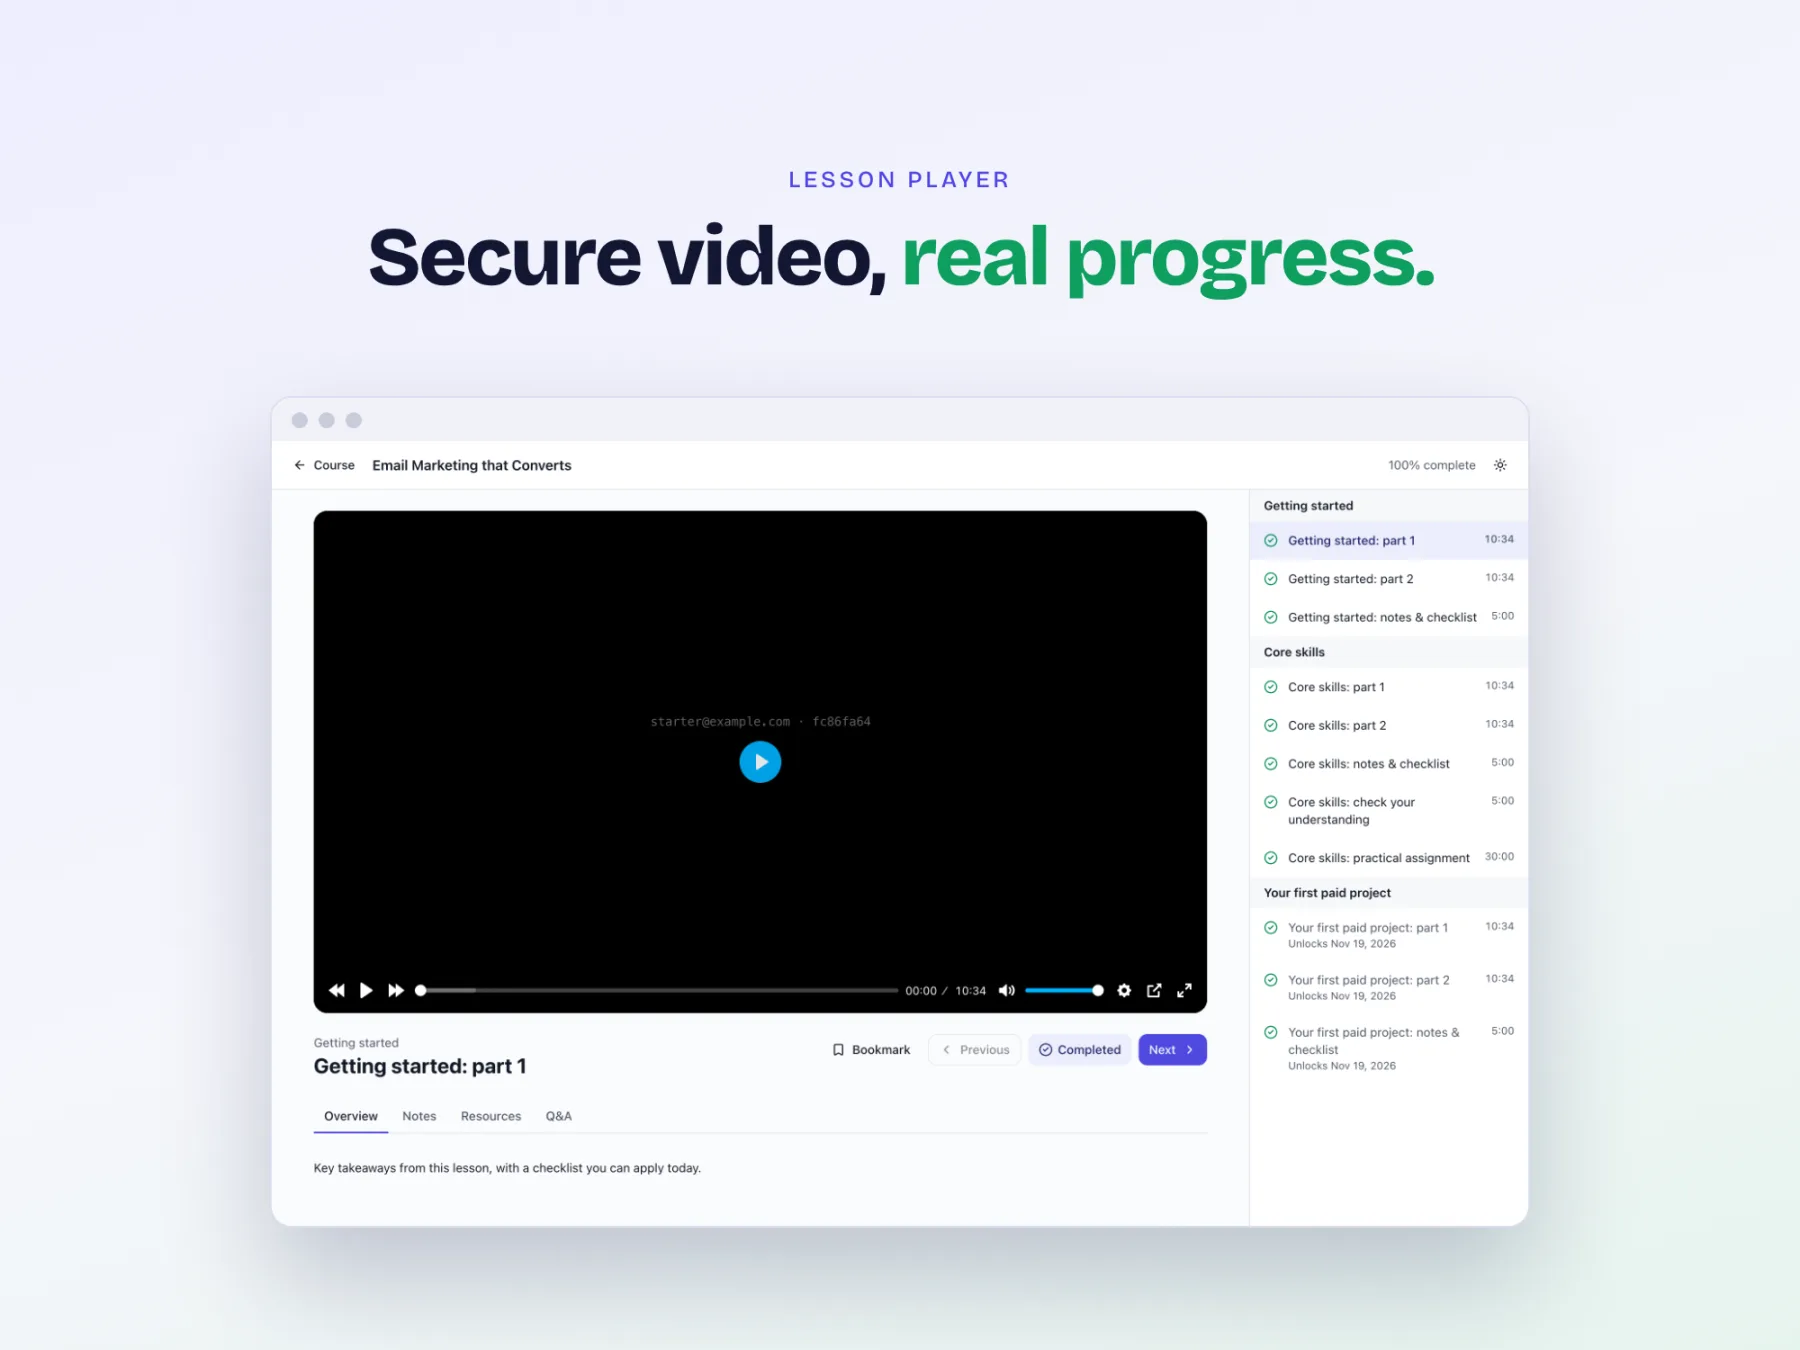 LESSON PLAYER
Secure video, real progress.
Course
Email Marketing that Converts
100% complete
starter@example.com · fc86fa64
00:00 / 10:34
Getting started
Getting started: part 1
Bookmark
Previous
Completed
Next
Overview
Notes
Resources
Q&A
Key takeaways from this lesson, with a checklist you can apply today.
Getting started
Getting started: part 1 10:34
Getting started: part 2 10:34
Getting started: notes & checklist 5:00
Core skills
Core skills: part 1 10:34
Core skills: part 2 10:34
Core skills: notes & checklist 5:00
Core skills: check your 5:00
understanding
Core skills: practical assignment 30:00
Your first paid project
Your first paid project: part 1 10:34
Unlocks Nov 19, 2026
Your first paid project: part 2 10:34
Unlocks Nov 19, 2026
Your first paid project: notes & 5:00
checklist
Unlocks Nov 19, 2026